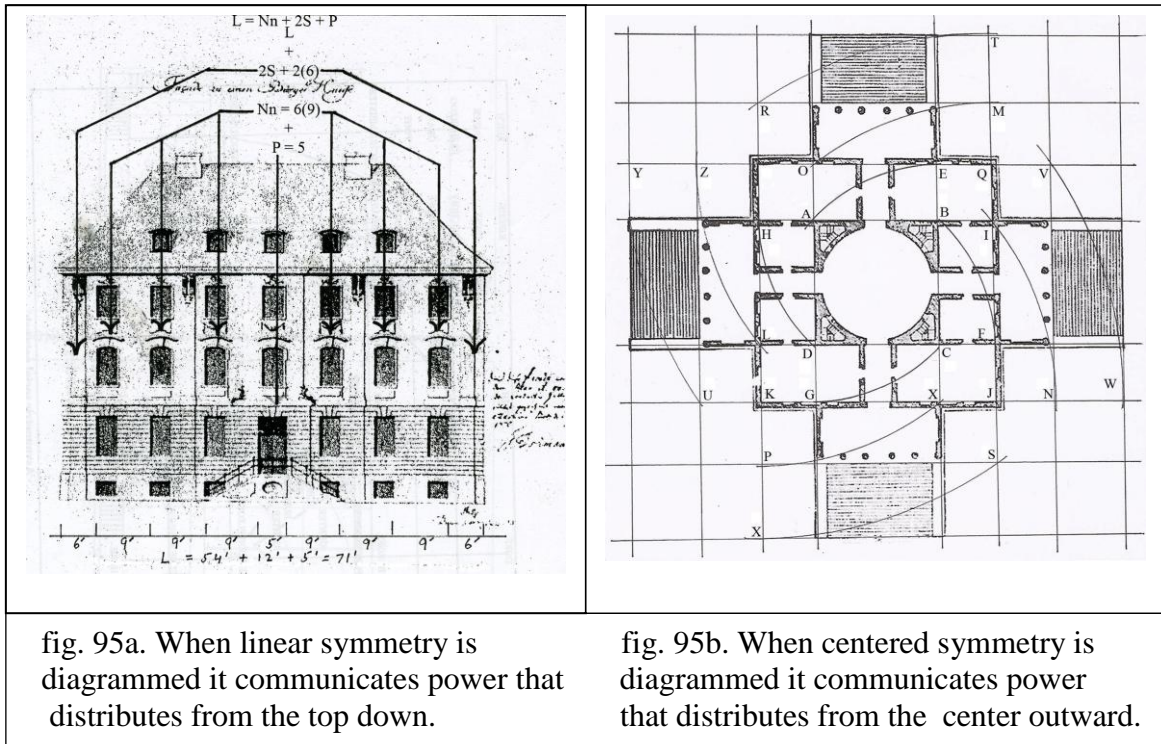 L = Nn + 2S + P
L
+
2S + 2(6)
Nn = 6(9)
+
P = 5
6' 9' 9' 9' 5' 9' 9' 9' 6'
L = 54' + 12' + 5' = 71'
T
R M
Y Z O E Q V
A B
H I
L F
D C
U K G X J N W
P S
X
fig. 95a. When linear symmetry is
diagrammed it communicates power that
distributes from the top down.
fig. 95b. When centered symmetry is
diagrammed it communicates power
that distributes from the center outward.